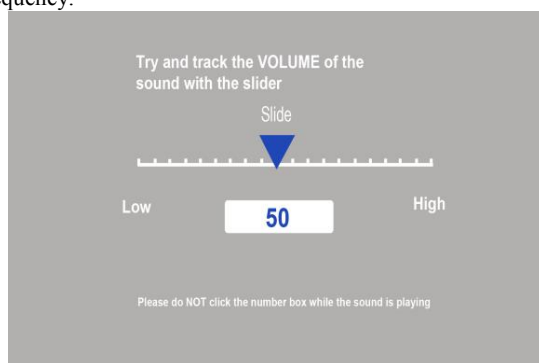 equency.
Try and track the VOLUME of the
sound with the slider
Slide
Low
High
50
Please do NOT click the number box while the sound is playing